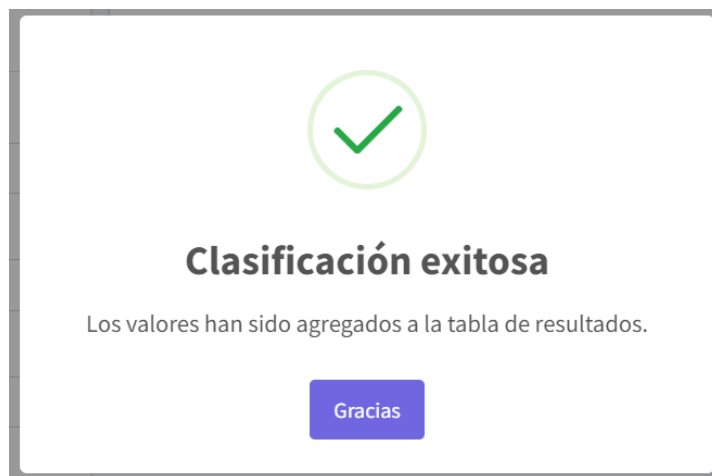 Clasificación exitosa
Los valores han sido agregados a la tabla de resultados.
Gracias